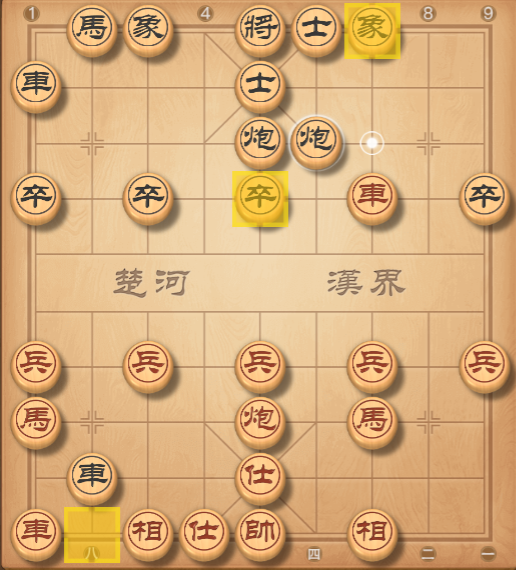 1 4 8 9
馬 象 將 士 象
車 士
炮 炮
卒 卒 卒 車 卒
楚河 漢界
兵 兵 兵 兵 兵
馬 炮 馬
車 仕
車 相 仕 帥 相
八 四 二 一